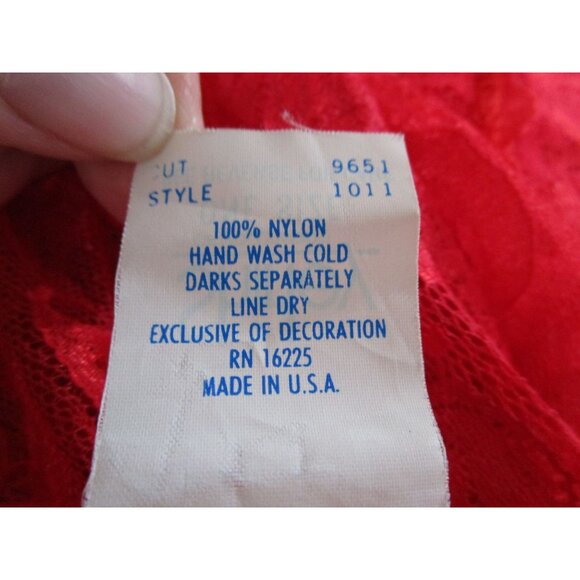 CUT 9651
STYLE 1011
100% NYLON
HAND WASH COLD
DARKS SEPARATELY
LINE DRY
EXCLUSIVE OF DECORATION
RN 16225
MADE IN U.S.A.